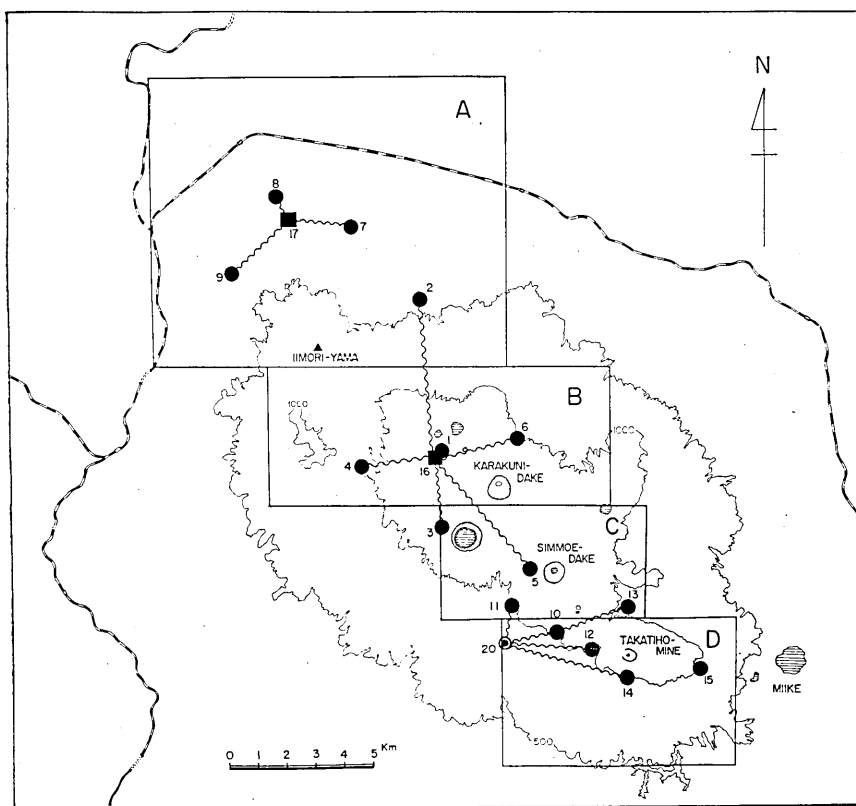 N
A
8
17
7
9
2
IIMORI-YAMA
B
1000
1000
1
6
4
16
KARAKUNI-
DAKE
C
3
SIMMOE-
DAKE
5
13
11
10
D
12
TAKATIHO-
MINE
20
15
14
MIIKE
500
0 1 2 3 4 5 Km